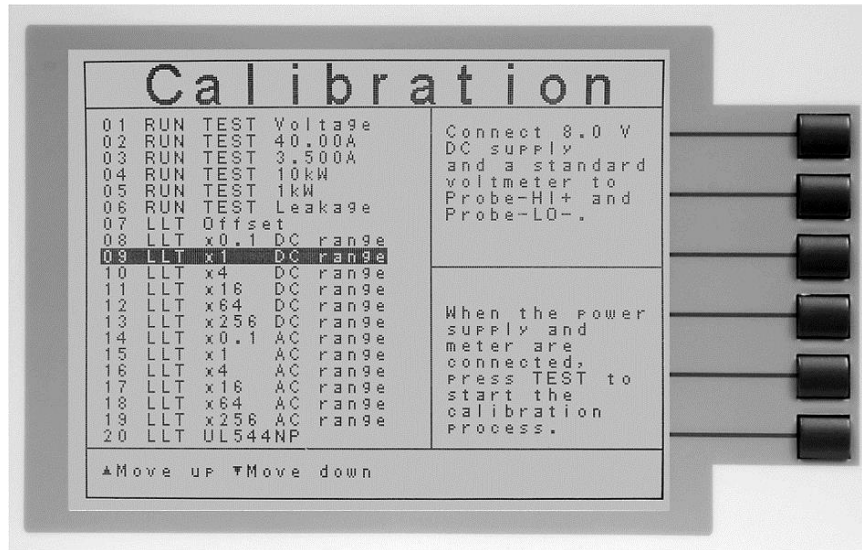 Calibration
01 RUN TEST Voltage
02 RUN TEST 40.00A
03 RUN TEST 3.500A
04 RUN TEST 10kW
05 RUN TEST 1kW
06 RUN TEST Leakage
07 LLT Offset
08 LLT x0.1 DC range
09 LLT x1 DC range
10 LLT x4 DC range
11 LLT x16 DC range
12 LLT x64 DC range
13 LLT x256 DC range
14 LLT x0.1 AC range
15 LLT x1 AC range
16 LLT x4 AC range
17 LLT x16 AC range
18 LLT x64 AC range
19 LLT x256 AC range
20 LLT UL544NP
Connect 8.0 V
DC supply
and a standard
voltmeter to
Probe-HI+ and
Probe-LO-.
When the power
supply and
meter are
connected,
press TEST to
start the
calibration
process.
▲Move up ▼Move down